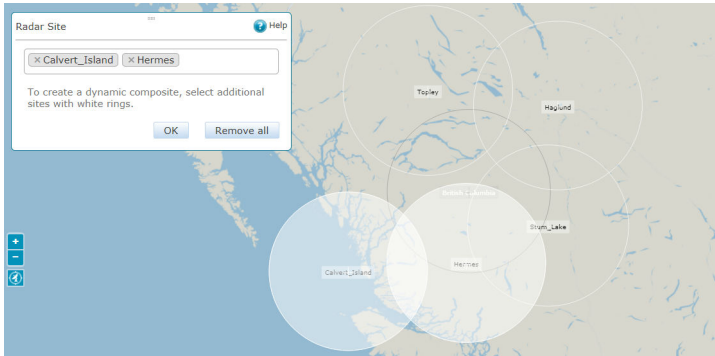 Radar Site
Help
× Calvert_Island × Hermes
To create a dynamic composite, select additional
sites with white rings.
OK Remove all
Topley
Haglund
Stum_Lake
Hermes
Calvert_Island
+
−